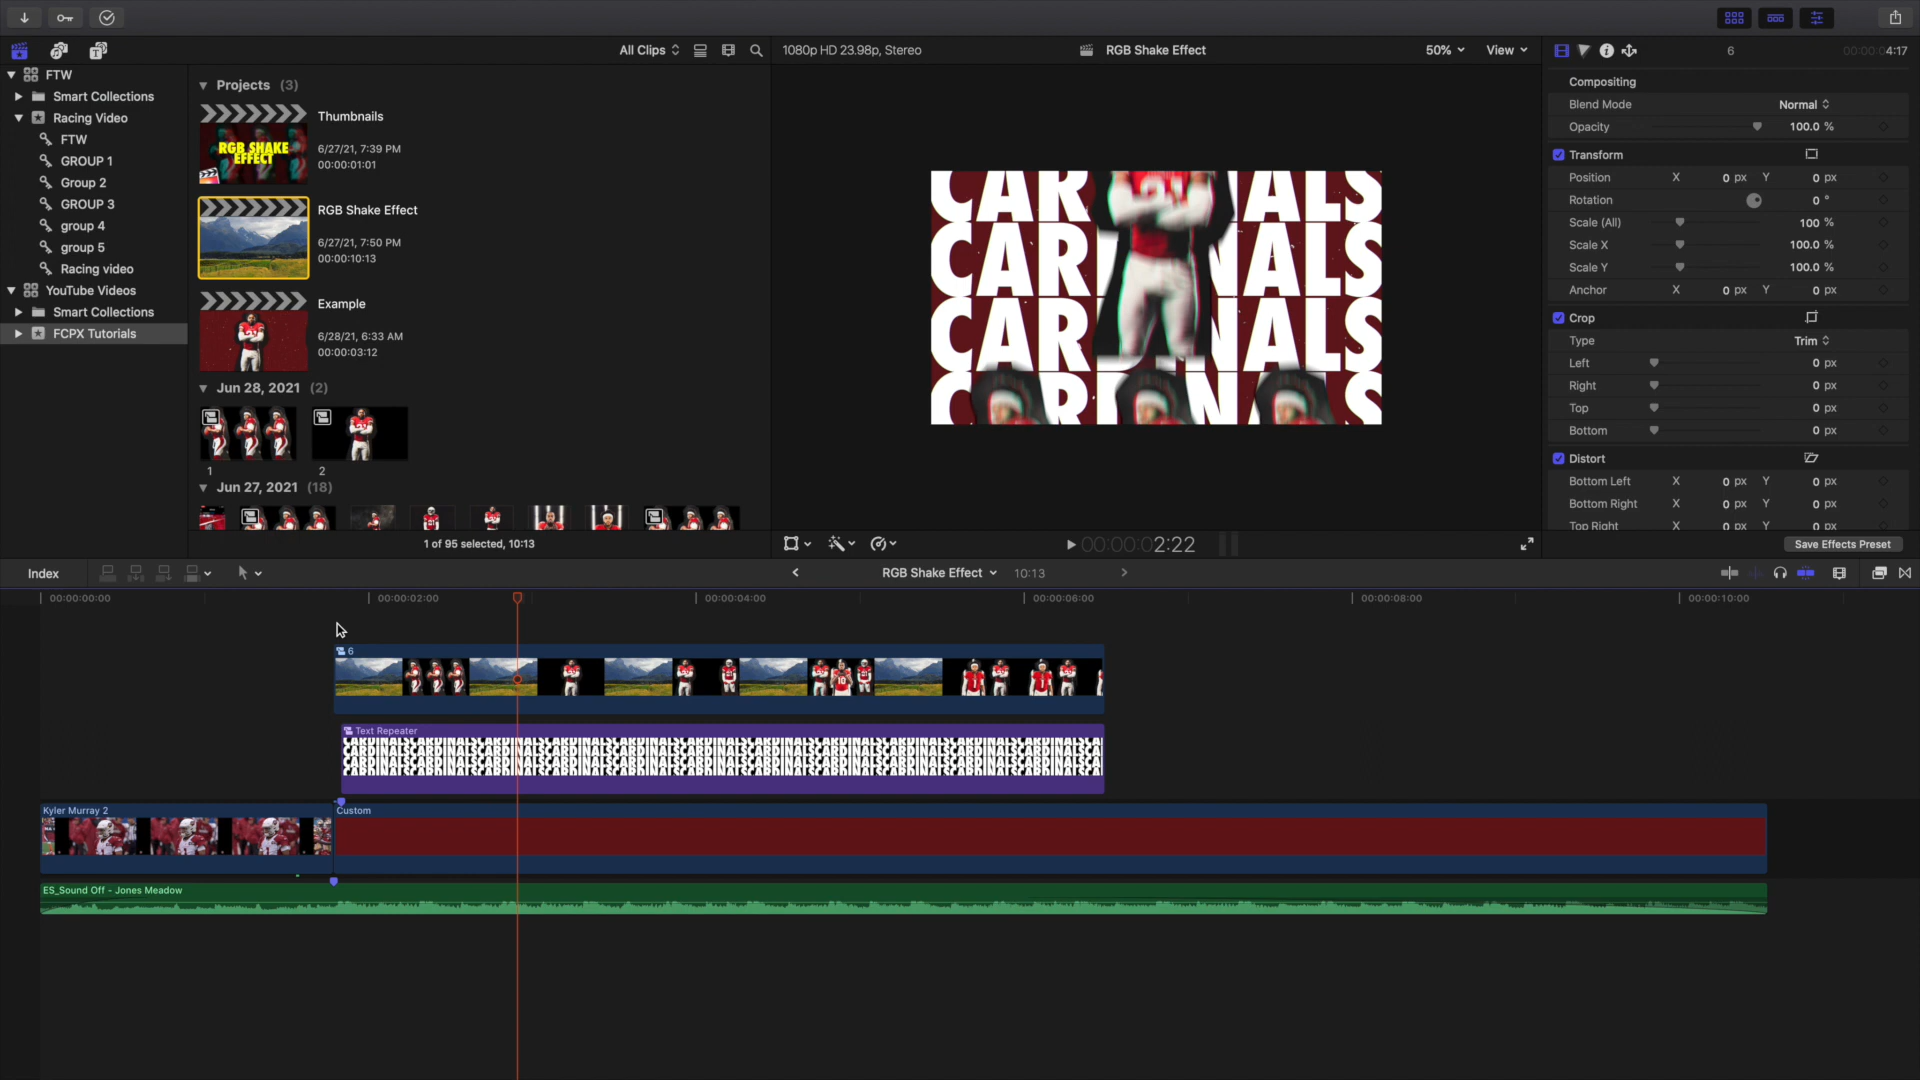 All Clips
1080p HD 23.98p, Stereo
RGB Shake Effect
50%
View
6
00:00:04:17
FTW
Smart Collections
Racing Video
FTW
GROUP 1
Group 2
GROUP 3
group 4
group 5
Racing video
YouTube Videos
Smart Collections
FCPX Tutorials
Projects (3)
RGB SHAKE
EFFECT
Thumbnails
6/27/21, 7:39 PM
00:00:01:01
RGB Shake Effect
6/27/21, 7:50 PM
00:00:10:13
Example
6/28/21, 6:33 AM
00:00:03:12
Jun 28, 2021 (2)
1
2
Jun 27, 2021 (18)
1 of 95 selected, 10:13
CAR NALS
CAR NALS
CAR NALS
CARDINALS
00:00:02:22
Compositing
Blend Mode Normal
Opacity 100.0 %
Transform
Position X 0 px Y 0 px
Rotation 0 °
Scale (All) 100 %
Scale X 100.0 %
Scale Y 100.0 %
Anchor X 0 px Y 0 px
Crop
Type Trim
Left 0 px
Right 0 px
Top 0 px
Bottom 0 px
Distort
Bottom Left X 0 px Y 0 px
Bottom Right X 0 px Y 0 px
Top Right X 0 px Y 0 px
Save Effects Preset
Index
RGB Shake Effect
10:13
00:00:00:00
00:00:02:00
00:00:04:00
00:00:06:00
00:00:08:00
00:00:10:00
6
Text Repeater
CARDINALSCARDINALSCARDINALSCARDINALSCARDINALSCARDINALSCARDINALSCARDINALSCARDINALSCARDINALSCARDINALSCA
Kyler Murray 2
Custom
ES_Sound Off - Jones Meadow